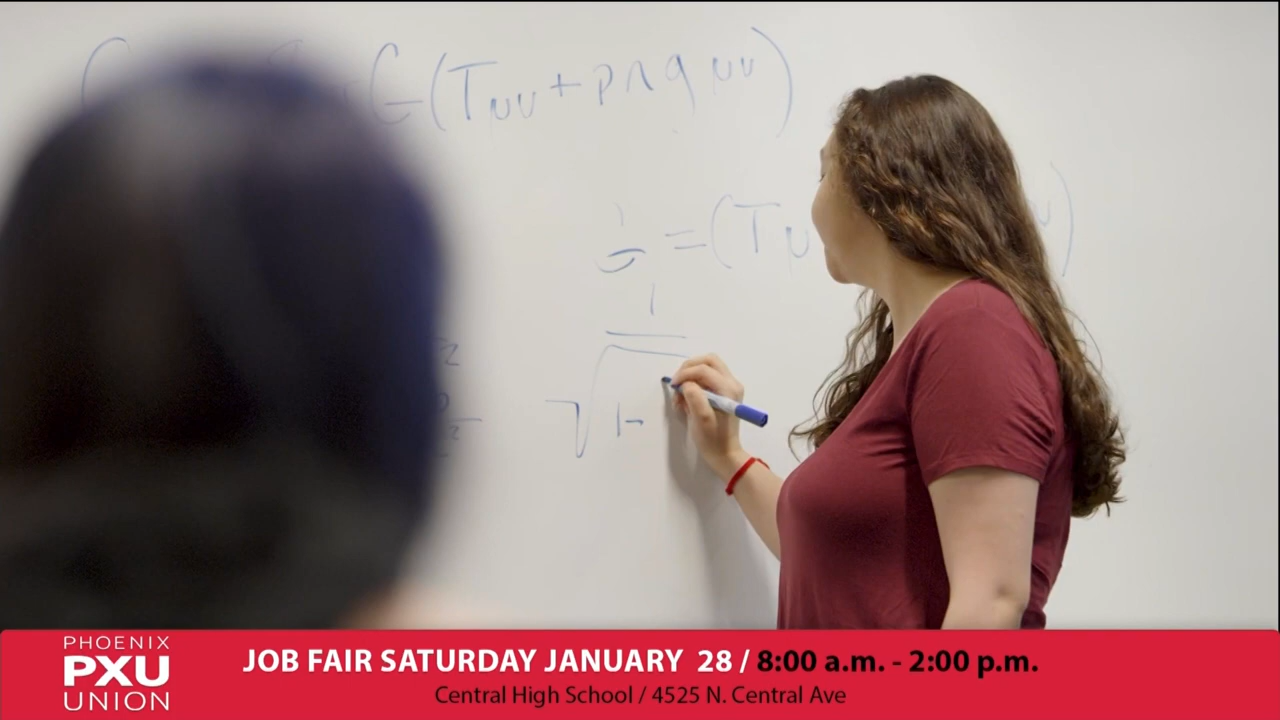 G(Tμν + ρΛgμν)
= (Tμ
1
√1-
PHOENIX
PXU
UNION
JOB FAIR SATURDAY JANUARY 28 / 8:00 a.m. - 2:00 p.m.
Central High School / 4525 N. Central Ave